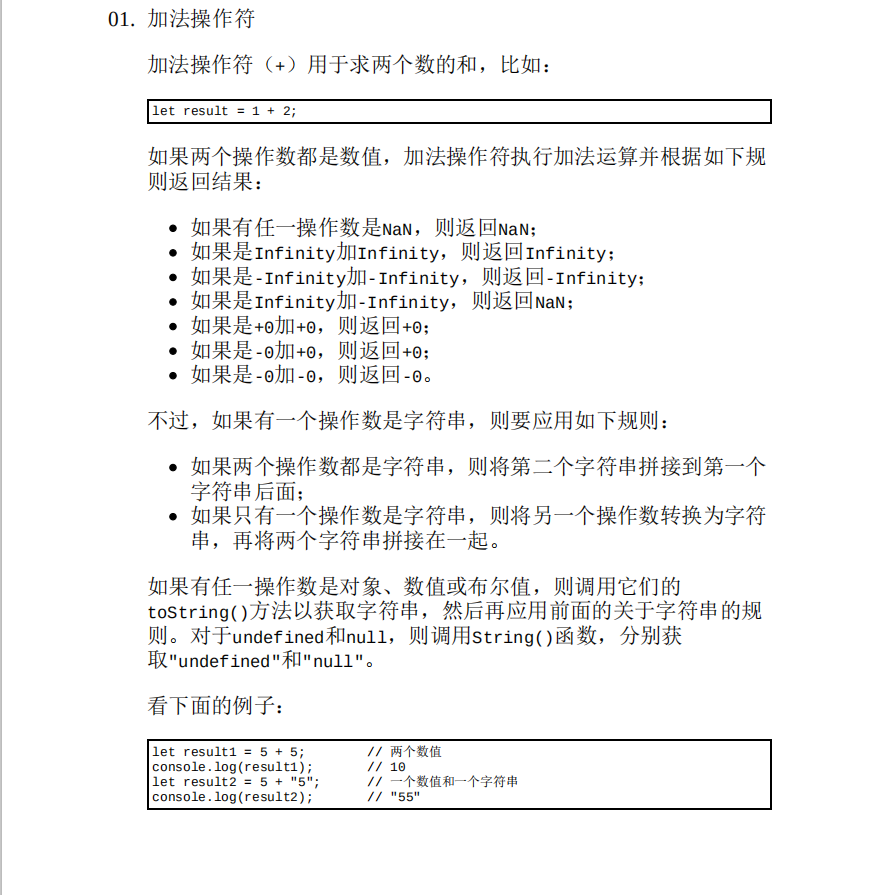 01. 加法操作符
加法操作符（+）用于求两个数的和，比如：
let result = 1 + 2;
如果两个操作数都是数值，加法操作符执行加法运算并根据如下规
则返回结果：
• 如果有任一操作数是NaN，则返回NaN；
• 如果是Infinity加Infinity，则返回Infinity；
• 如果是-Infinity加-Infinity，则返回-Infinity；
• 如果是Infinity加-Infinity，则返回NaN；
• 如果是+0加+0，则返回+0；
• 如果是-0加+0，则返回+0；
• 如果是-0加-0，则返回-0。
不过，如果有一个操作数是字符串，则要应用如下规则：
• 如果两个操作数都是字符串，则将第二个字符串拼接到第一个
字符串后面；
• 如果只有一个操作数是字符串，则将另一个操作数转换为字符
串，再将两个字符串拼接在一起。
如果有任一操作数是对象、数值或布尔值，则调用它们的
toString()方法以获取字符串，然后再应用前面的关于字符串的规
则。对于undefined和null，则调用String()函数，分别获
取"undefined"和"null"。
看下面的例子：
let result1 = 5 + 5;        // 两个数值
console.log(result1);       // 10
let result2 = 5 + "5";      // 一个数值和一个字符串
console.log(result2);       // "55"